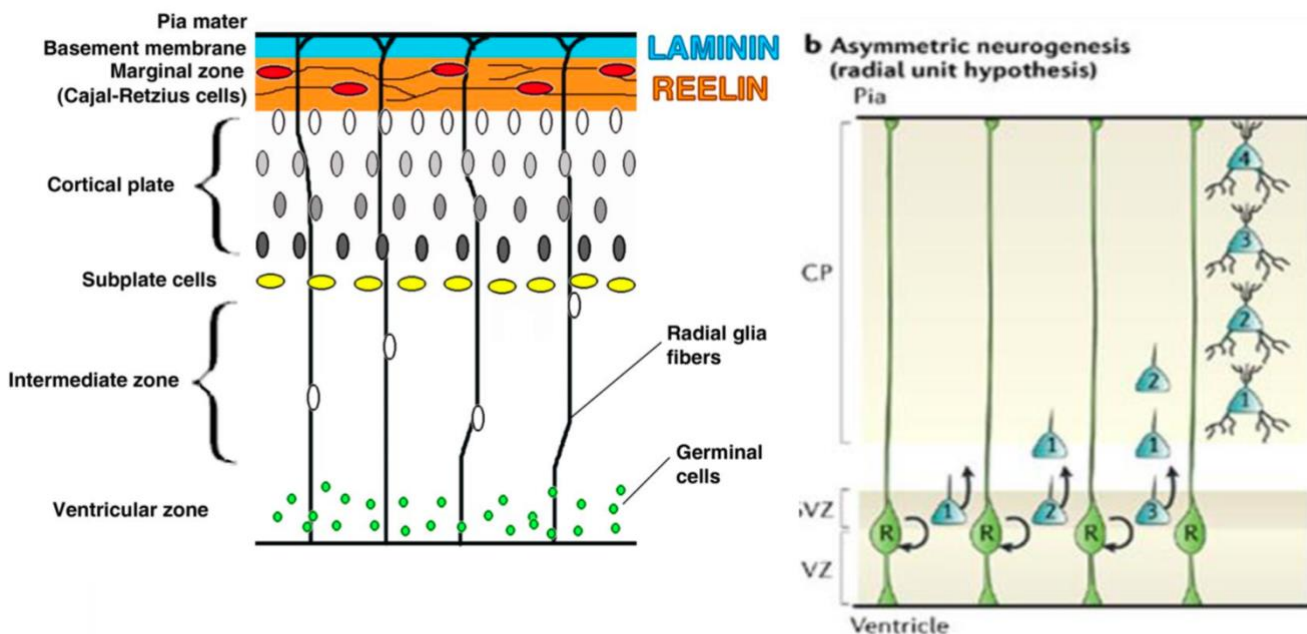 Pia mater
Basement membrane
Marginal zone
(Cajal-Retzius cells)
Cortical plate
Subplate cells
Intermediate zone
Ventricular zone
LAMININ
REELIN
Radial glia
fibers
Germinal
cells
b Asymmetric neurogenesis
(radial unit hypothesis)
Pia
CP
4
3
2
1
2
1
1
1
2
3
SVZ
R
R
R
R
VZ
Ventricle